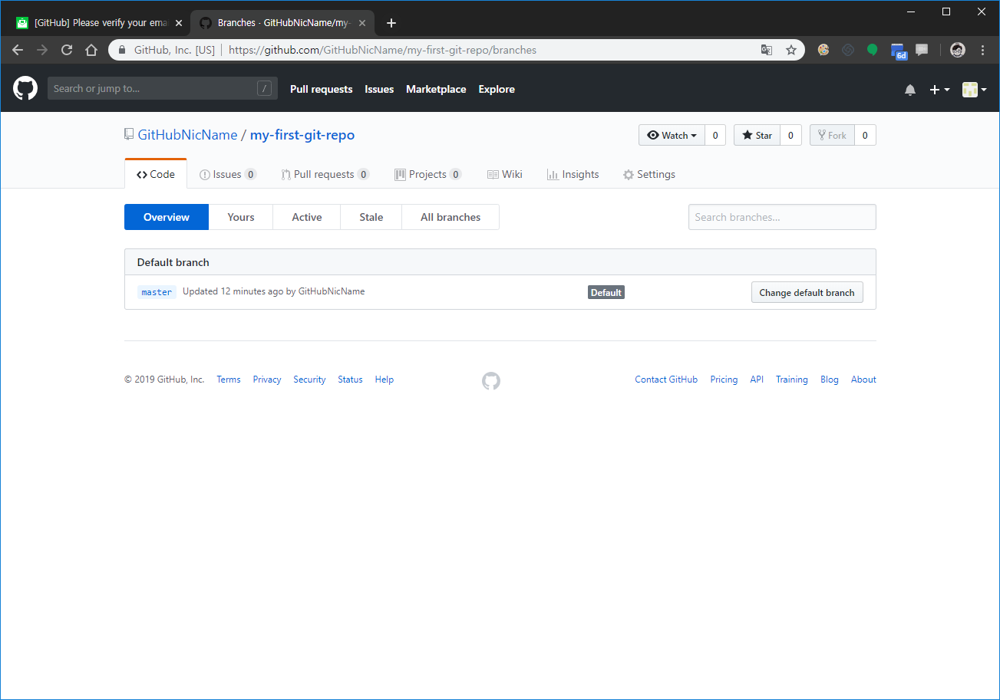 [GitHub] Please verify your ema
Branches · GitHubNicName/my-
GitHub, Inc. [US] | https://github.com/GitHubNicName/my-first-git-repo/branches
6d
Search or jump to... /
Pull requests Issues Marketplace Explore
GitHubNicName / my-first-git-repo
Watch 0 Star 0 Fork 0
Code Issues 0 Pull requests 0 Projects 0 Wiki Insights Settings
Overview Yours Active Stale All branches Search branches...
Default branch
master Updated 12 minutes ago by GitHubNicName Default Change default branch
© 2019 GitHub, Inc. Terms Privacy Security Status Help Contact GitHub Pricing API Training Blog About